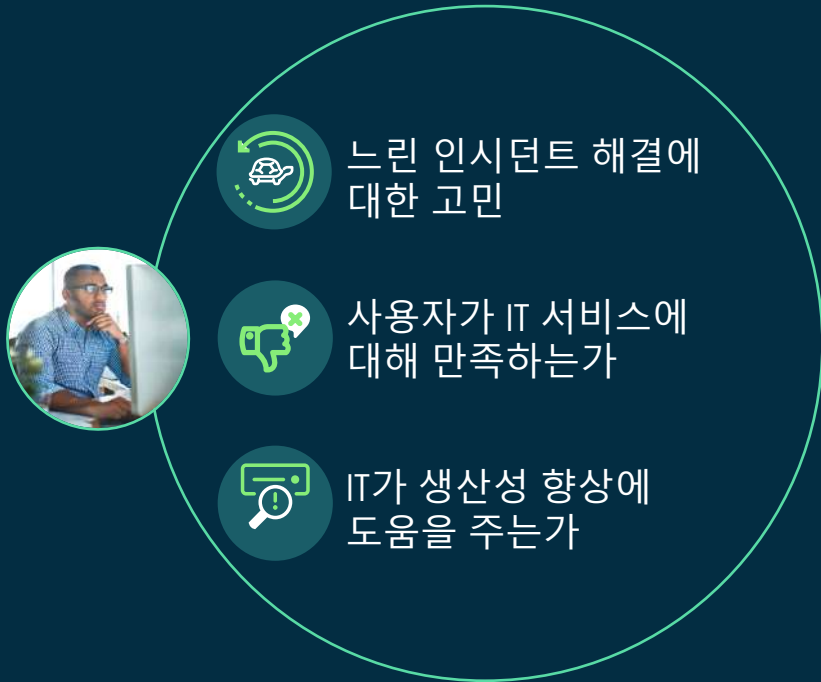 느린 인시던트 해결에
대한 고민
사용자가 IT 서비스에
대해 만족하는가
IT가 생산성 향상에
도움을 주는가